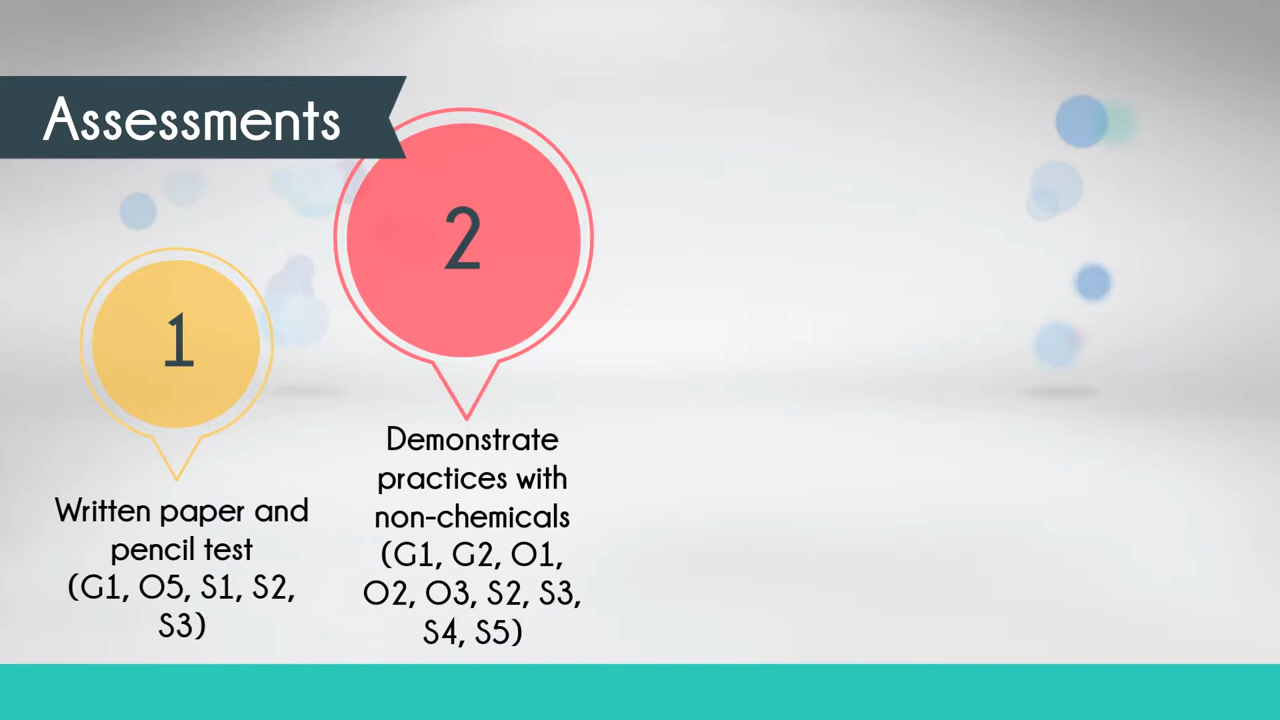 Assessments
1
Written paper and
pencil test
(G1, O5, S1, S2,
S3)
2
Demonstrate
practices with
non-chemicals
(G1, G2, O1,
O2, O3, S2, S3,
S4, S5)